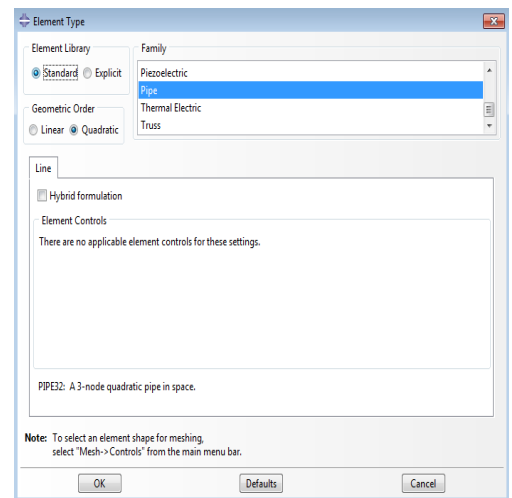 Element Type
Element Library
Family
Standard Explicit
Piezoelectric
Pipe
Thermal Electric
Truss
Geometric Order
Linear Quadratic
Line
Hybrid formulation
Element Controls
There are no applicable element controls for these settings.
PIPE32: A 3-node quadratic pipe in space.
Note: To select an element shape for meshing,
select "Mesh->Controls" from the main menu bar.
OK Defaults Cancel